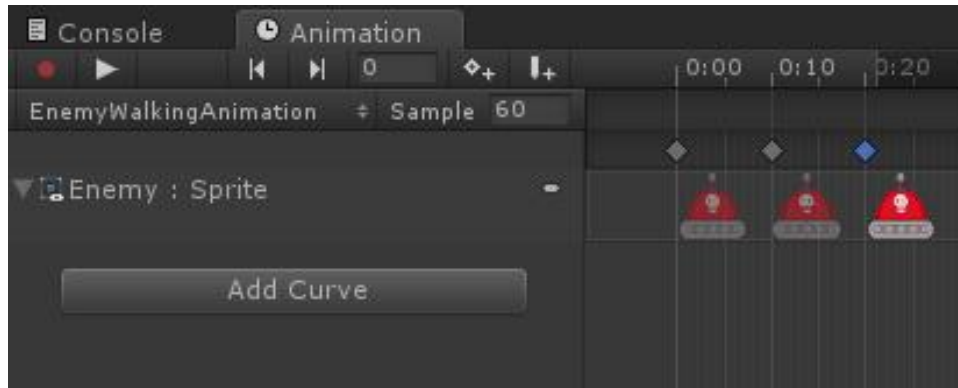 Console Animation
0 0:00 0:10 0:20
EnemyWalkingAnimation Sample 60
Enemy : Sprite
Add Curve